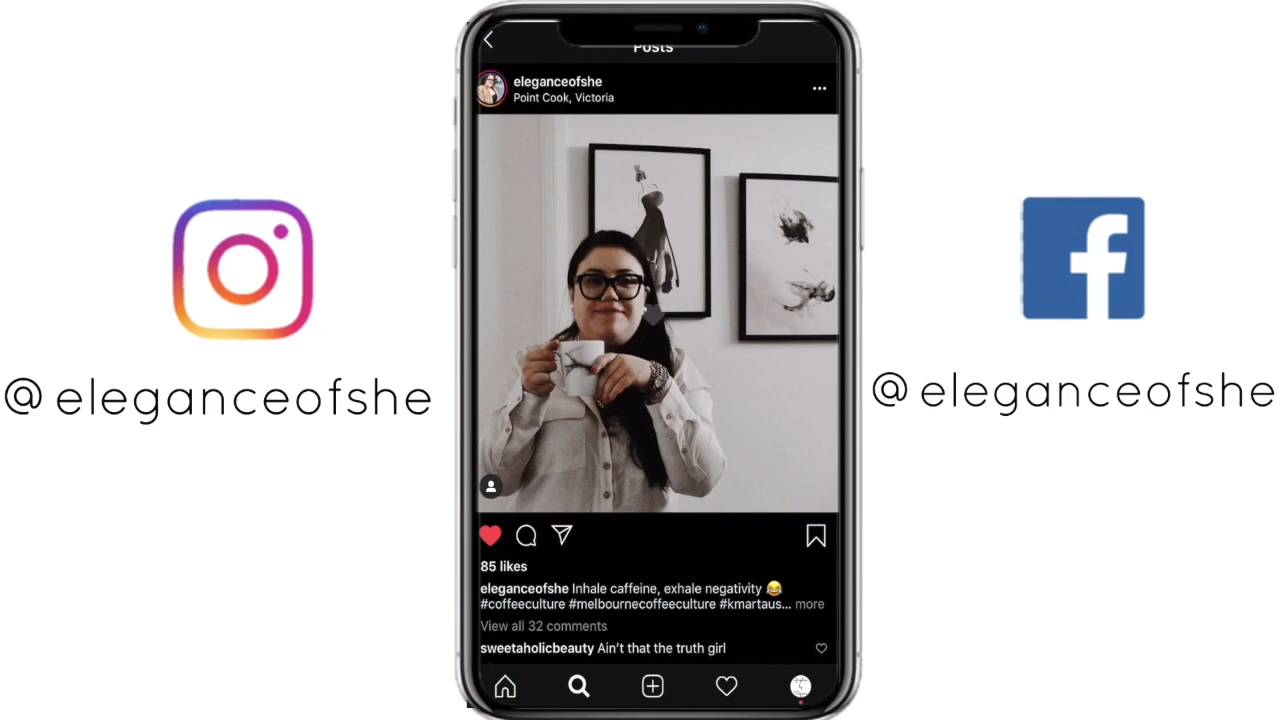 Posts
eleganceofshe
Point Cook, Victoria
@eleganceofshe
@eleganceofshe
85 likes
eleganceofshe Inhale caffeine, exhale negativity 😂
#coffeeculture #melbournecoffeeculture #kmartaus... more
View all 32 comments
sweetaholicbeauty Ain't that the truth girl